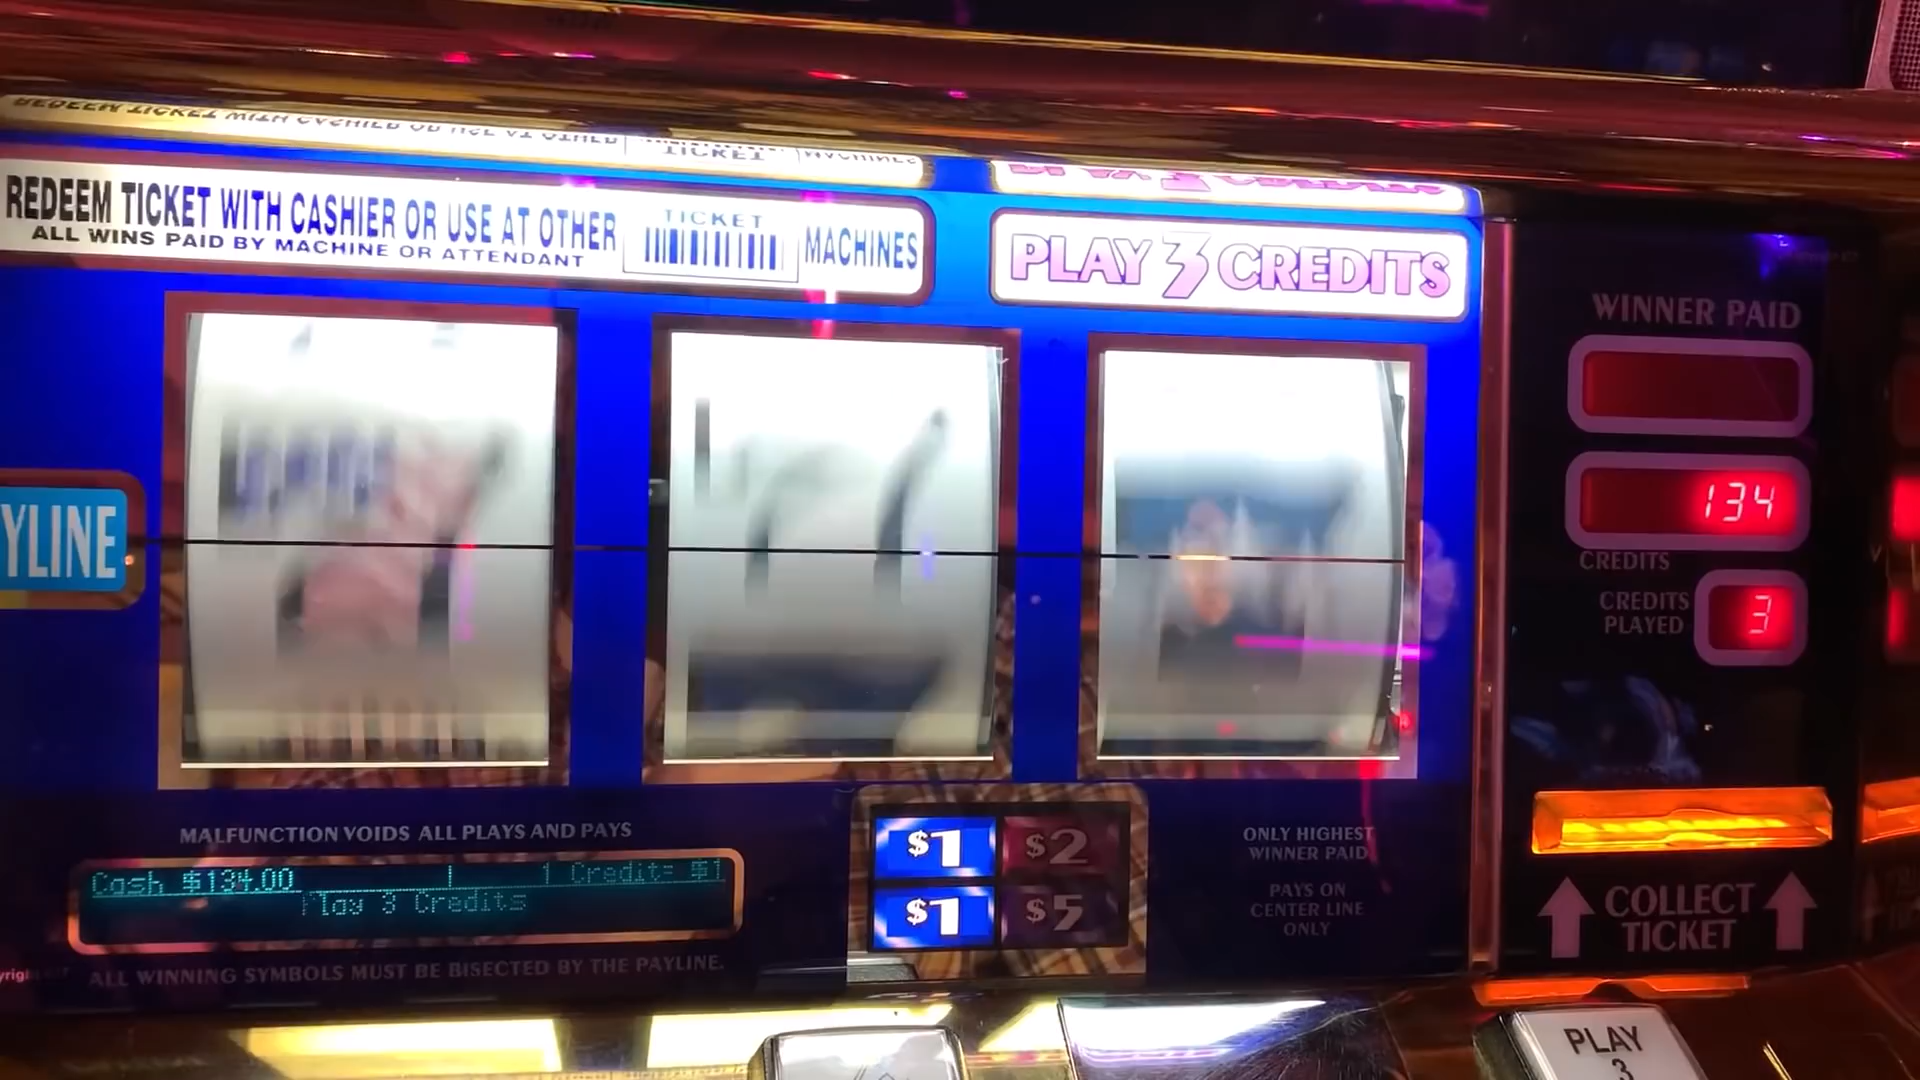 REDEEM TICKET WITH CASHIER OR USE AT OTHER
TICKET
MACHINES
ALL WINS PAID BY MACHINE OR ATTENDANT
PLAY 3 CREDITS
WINNER PAID
134
CREDITS
CREDITS
PLAYED
3
YLINE
MALFUNCTION VOIDS ALL PLAYS AND PAYS
Cash $134.00 1 Credit= $1
Play 3 Credits
ALL WINNING SYMBOLS MUST BE BISECTED BY THE PAYLINE.
$1 $2
$1 $5
ONLY HIGHEST
WINNER PAID
PAYS ON
CENTER LINE
ONLY
COLLECT
TICKET
PLAY
3